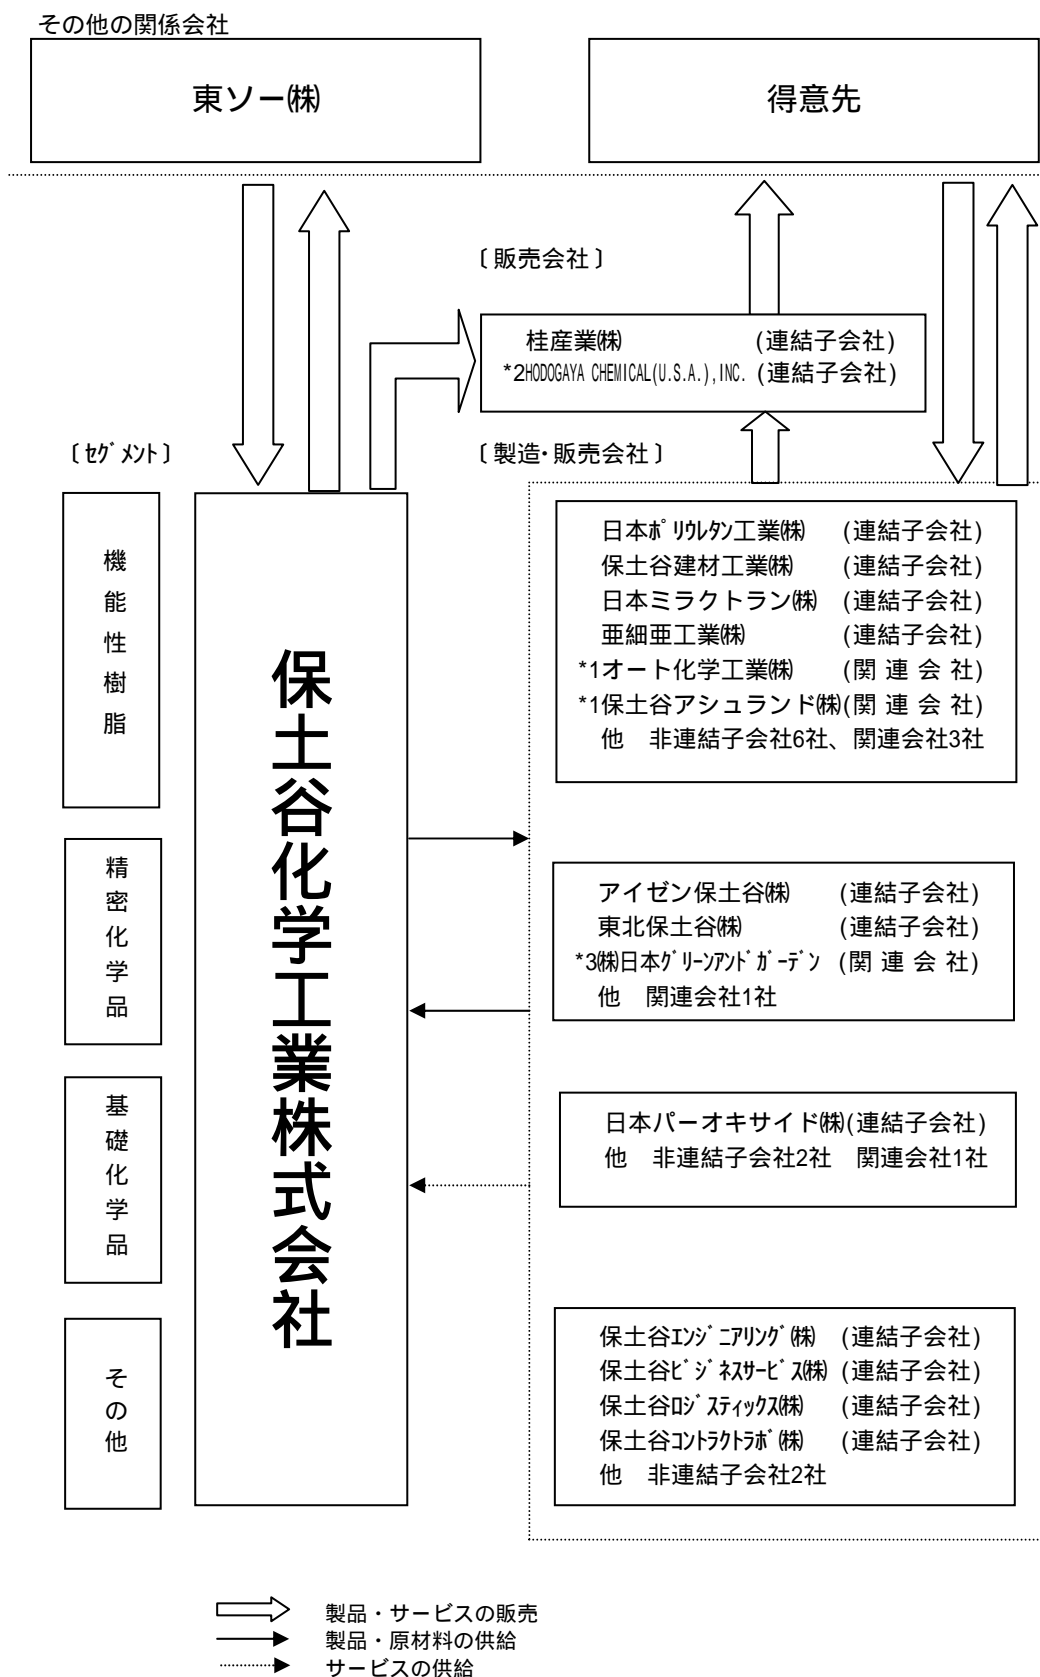 その他の関係会社
東ソー㈱
得意先
〔販売会社〕
桂産業㈱ (連結子会社)
*2HODOGAYA CHEMICAL(U.S.A.),INC. (連結子会社)
〔ｾｸﾞﾒﾝﾄ〕
〔製造・販売会社〕
機能性樹脂
精密化学品
基礎化学品
その他
保土谷化学工業株式会社
日本ﾎﾟﾘｳﾚﾀﾝ工業㈱ (連結子会社)
保土谷建材工業㈱ (連結子会社)
日本ミラクトラン㈱ (連結子会社)
亜細亜工業㈱ (連結子会社)
*1オート化学工業㈱ (関 連 会 社)
*1保土谷アシュランド㈱(関 連 会 社)
他　非連結子会社6社、関連会社3社
アイゼン保土谷㈱ (連結子会社)
東北保土谷㈱ (連結子会社)
*3㈱日本ｸﾞﾘｰﾝｱﾝﾄﾞｶﾞｰﾃﾞﾝ (関 連 会 社)
他　関連会社1社
日本パーオキサイド㈱(連結子会社)
他　非連結子会社2社　関連会社1社
保土谷ｴﾝｼﾞﾆｱﾘﾝｸﾞ㈱ (連結子会社)
保土谷ﾋﾞｼﾞﾈｽｻｰﾋﾞｽ㈱ (連結子会社)
保土谷ﾛｼﾞｽﾃｨｯｸｽ㈱ (連結子会社)
保土谷ｺﾝﾄﾗｸﾄﾗﾎﾞ㈱ (連結子会社)
他　非連結子会社2社
製品・サービスの販売
製品・原材料の供給
サービスの供給